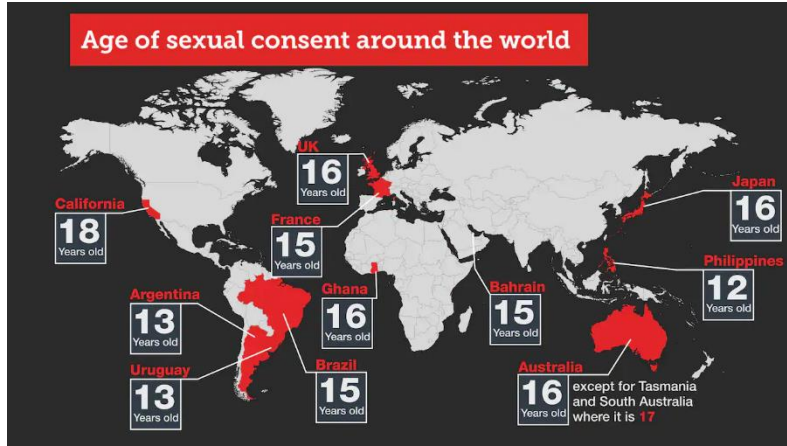 Age of sexual consent around the world
UK
16
Years old
California
18
Years old
France
15
Years old
Japan
16
Years old
Philippines
12
Years old
Argentina
13
Years old
Ghana
16
Years old
Bahrain
15
Years old
Uruguay
13
Years old
Brazil
15
Years old
Australia
16
Years old
except for Tasmania
and South Australia
where it is 17